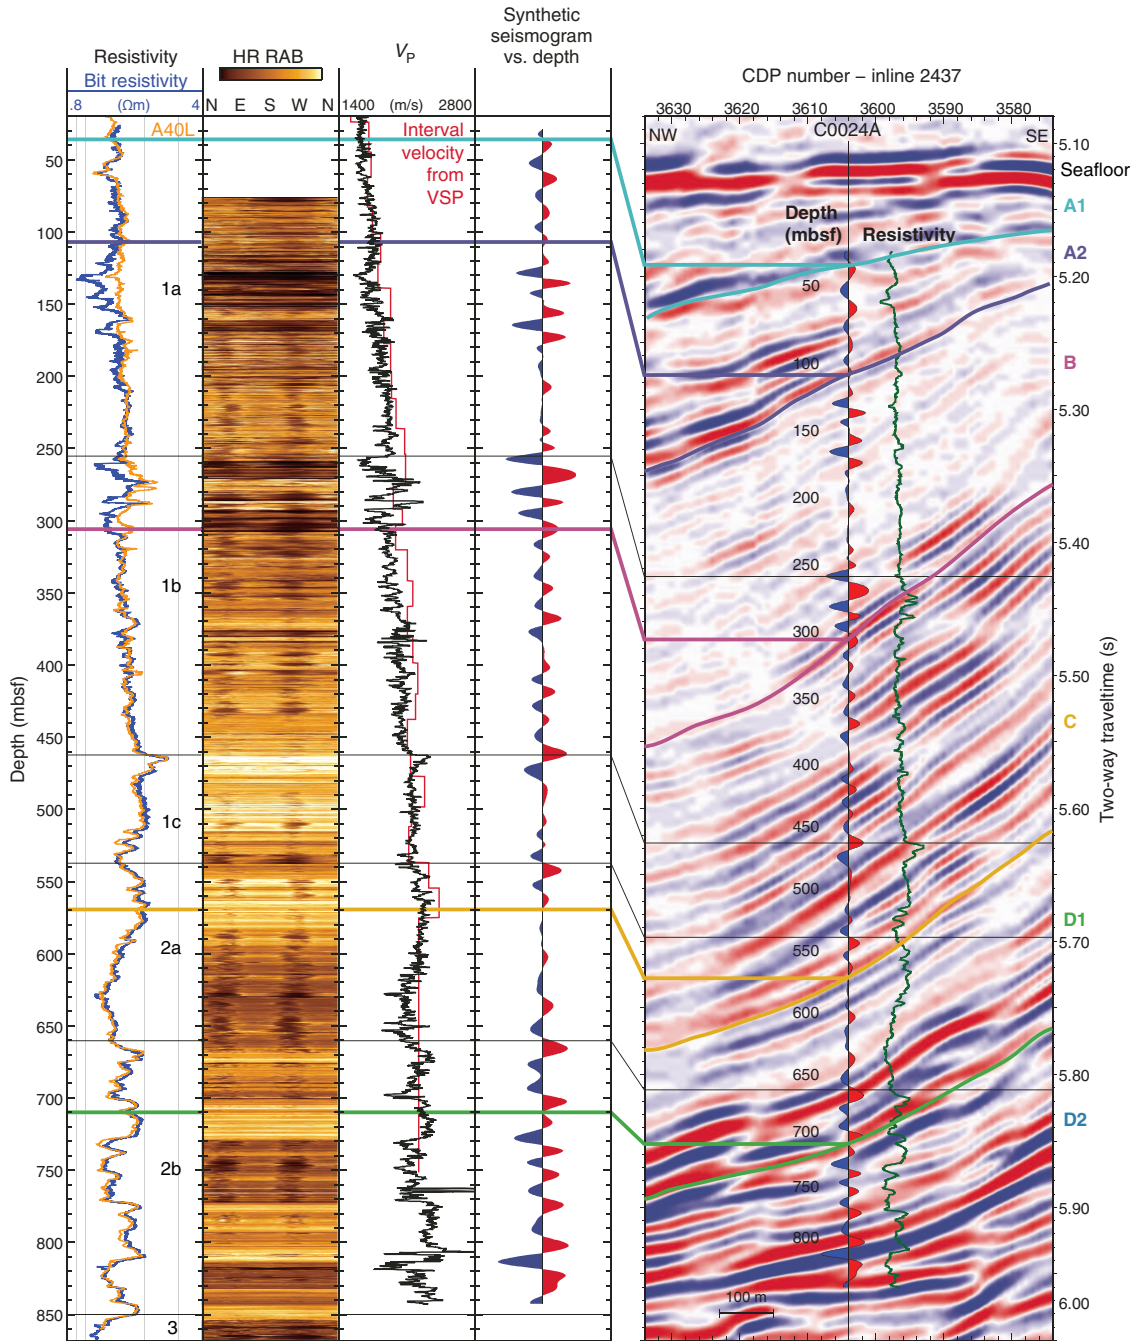 Synthetic
seismogram
vs. depth
Resistivity
HR RAB
VP
Bit resistivity
.8 (Ωm) 4
N E S W N
1400 (m/s) 2800
A40L
Interval
velocity
from
VSP
Depth (mbsf)
50
100
150
200
250
300
350
400
450
500
550
600
650
700
750
800
850
1a
1b
1c
2a
2b
3
CDP number – inline 2437
3630 3620 3610 3600 3590 3580
NW C0024A SE
Depth
(mbsf)
Resistivity
50
100
150
200
250
300
350
400
450
500
550
600
650
700
750
800
100 m
5.10
Seafloor
A1
A2
5.20
B
5.30
5.40
5.50
C
5.60
D1
5.70
5.80
D2
5.90
6.00
Two-way traveltime (s)